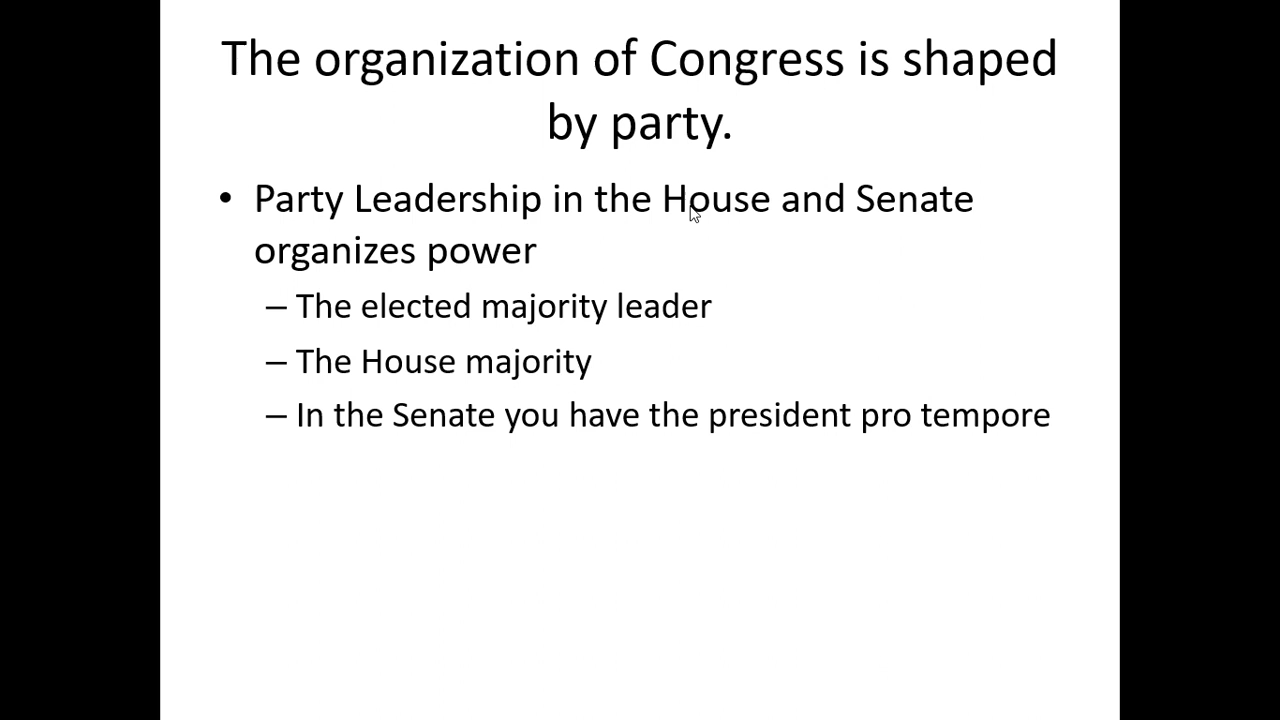 The organization of Congress is shaped
by party.
• Party Leadership in the House and Senate
organizes power
– The elected majority leader
– The House majority
– In the Senate you have the president pro tempore